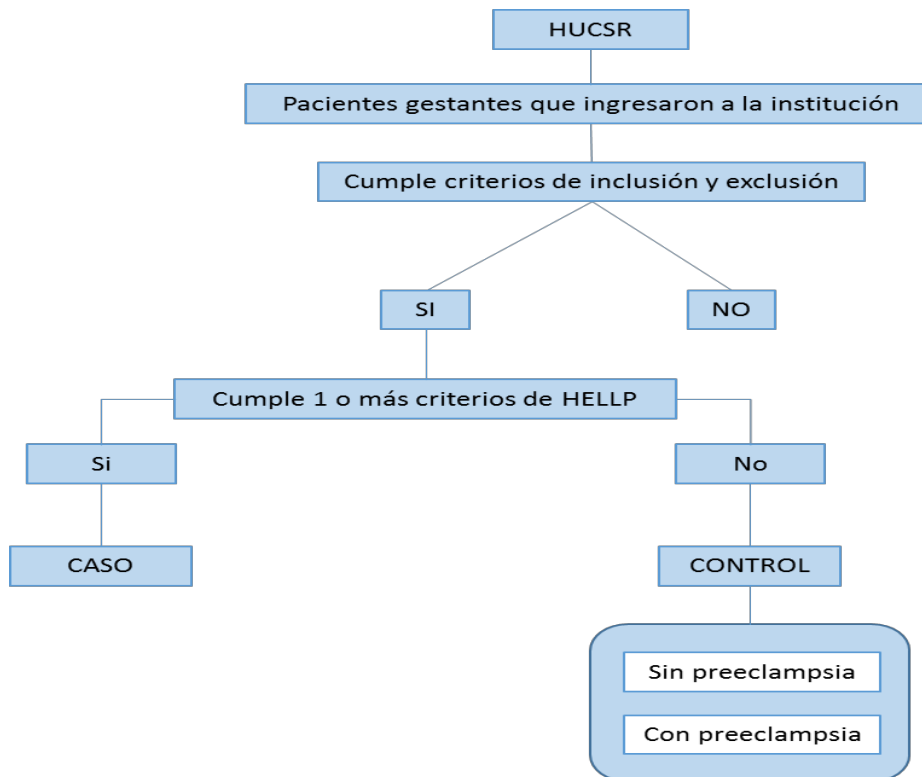 HUCSR
Pacientes gestantes que ingresaron a la institución
Cumple criterios de inclusión y exclusión
SI
NO
Cumple 1 o más criterios de HELLP
Si
No
CASO
CONTROL
Sin preeclampsia
Con preeclampsia